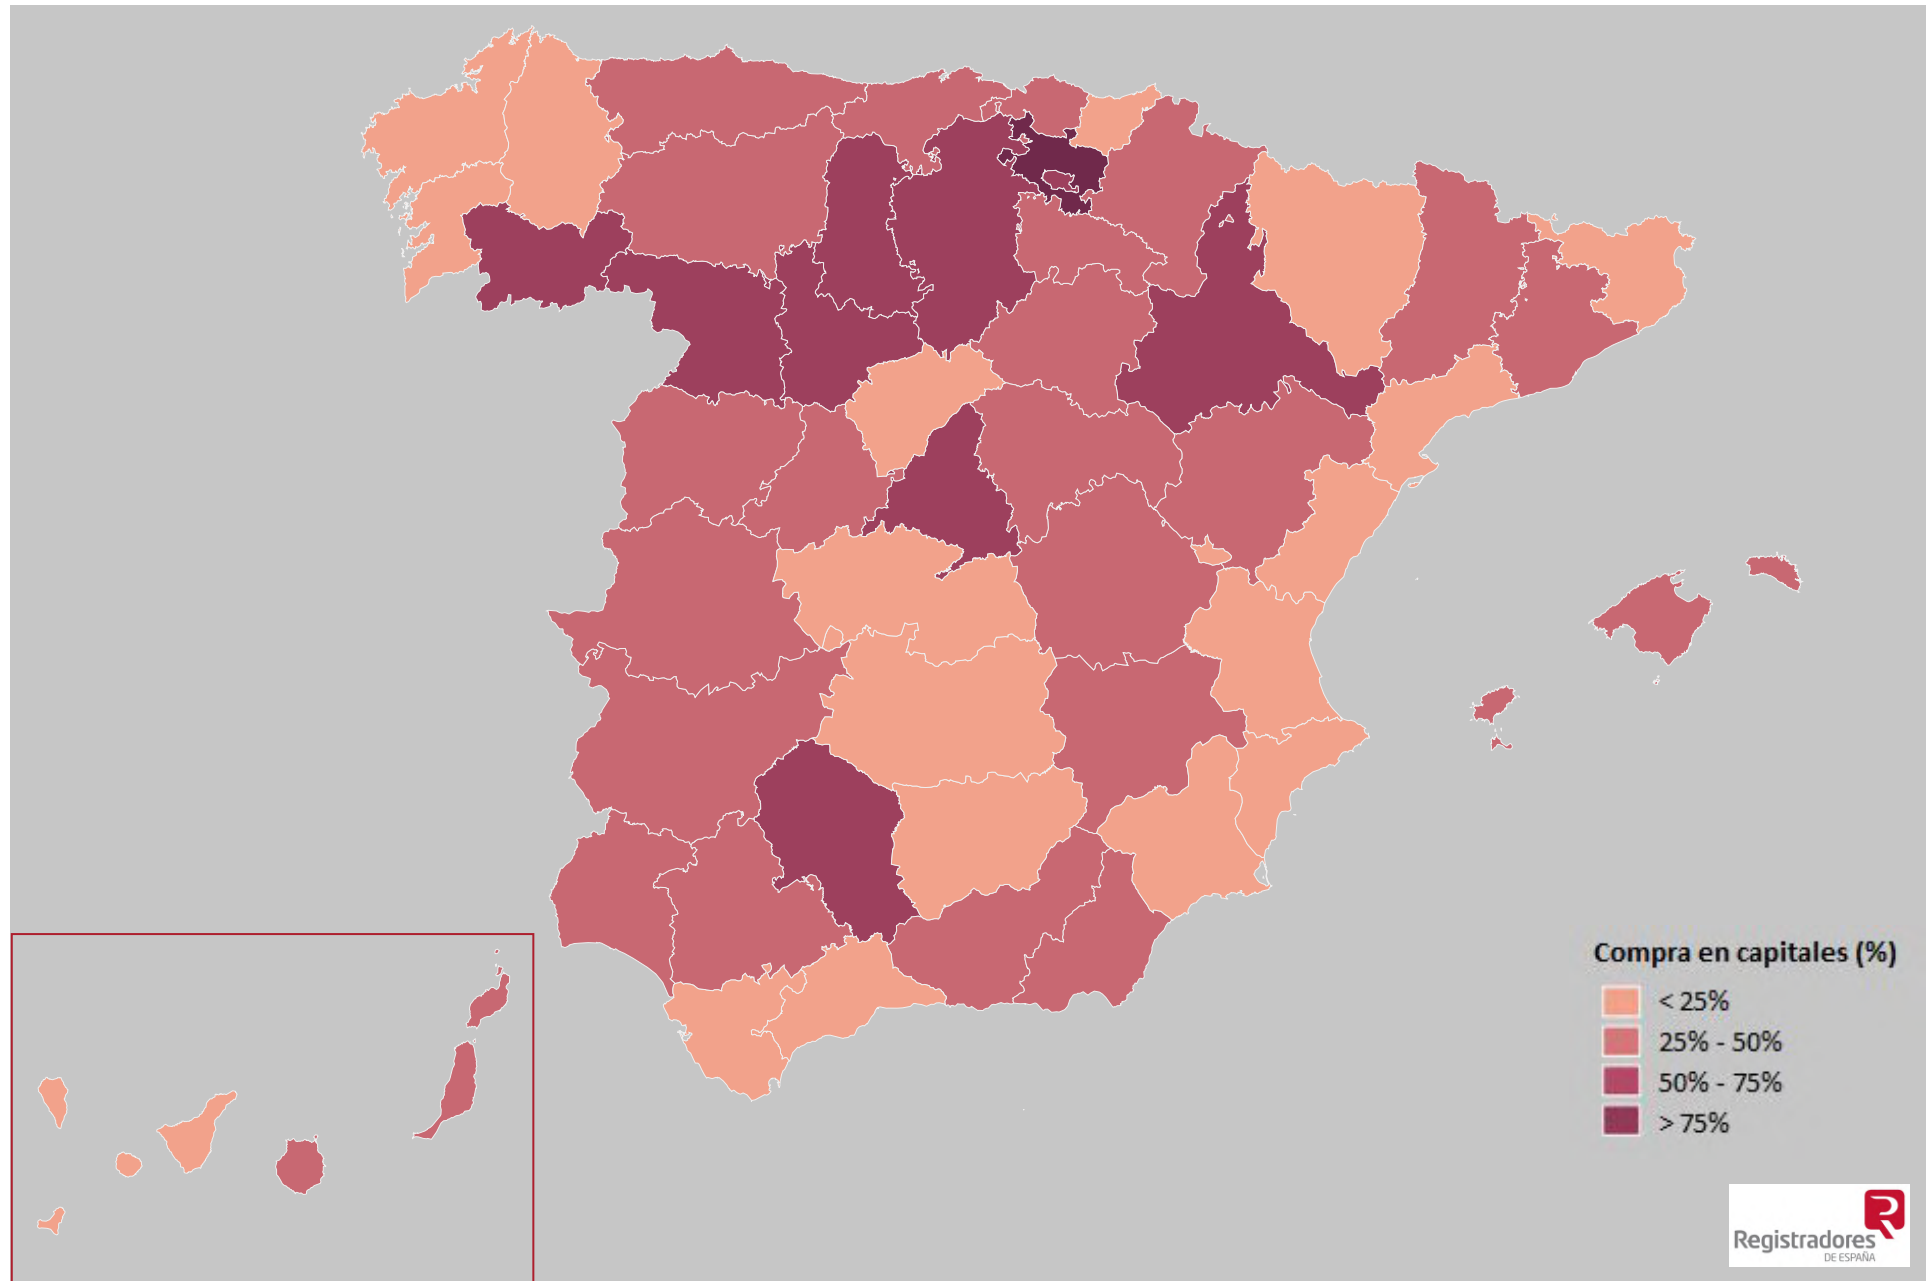 Compra en capitales (%)
< 25%
25% - 50%
50% - 75%
> 75%
Registradores
DE ESPAÑA